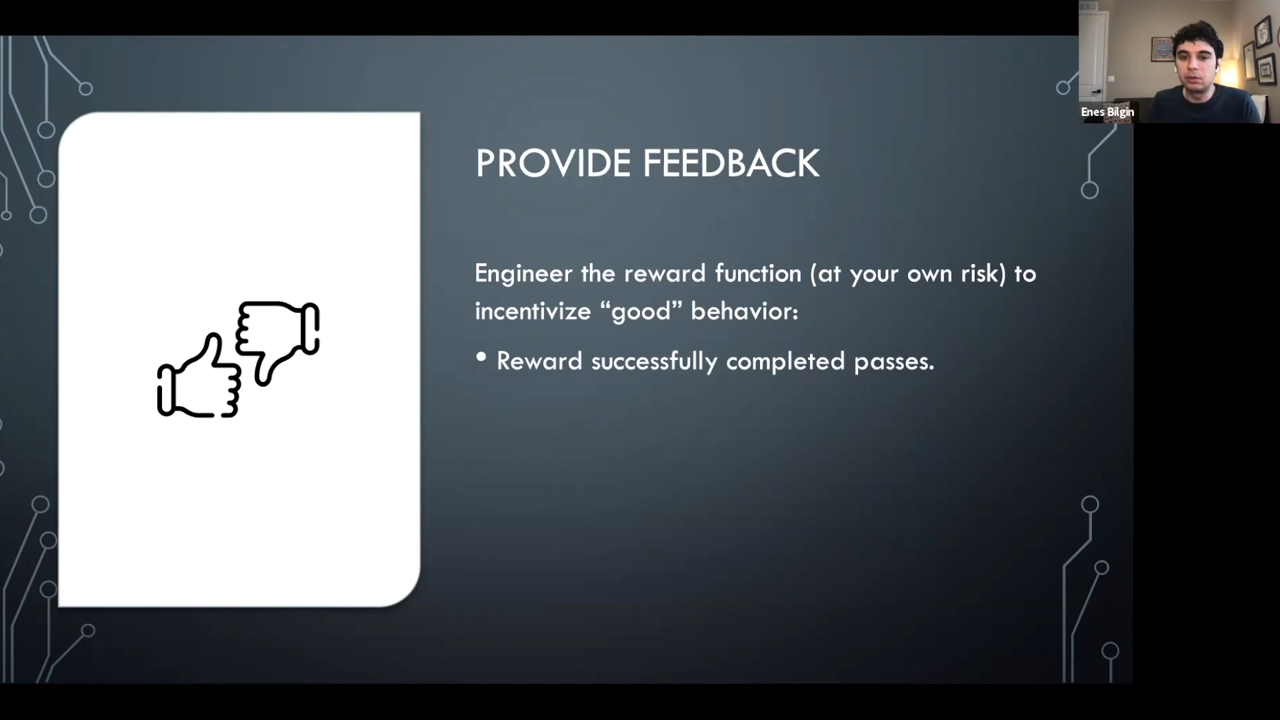 Enes Bilgin
PROVIDE FEEDBACK
Engineer the reward function (at your own risk) to
incentivize “good” behavior:
• Reward successfully completed passes.